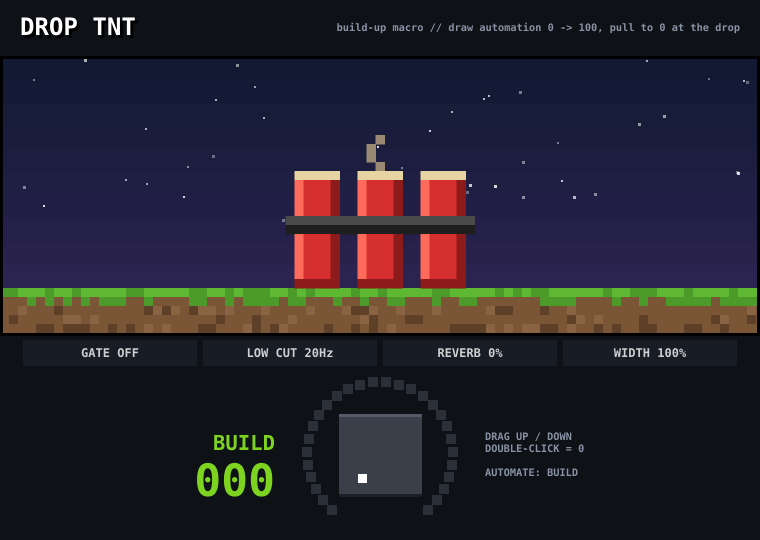 DROP TNT
build-up macro // draw automation 0 -> 100, pull to 0 at the drop
GATE OFF
LOW CUT 20Hz
REVERB 0%
WIDTH 100%
BUILD
000
DRAG UP / DOWN
DOUBLE-CLICK = 0
AUTOMATE: BUILD